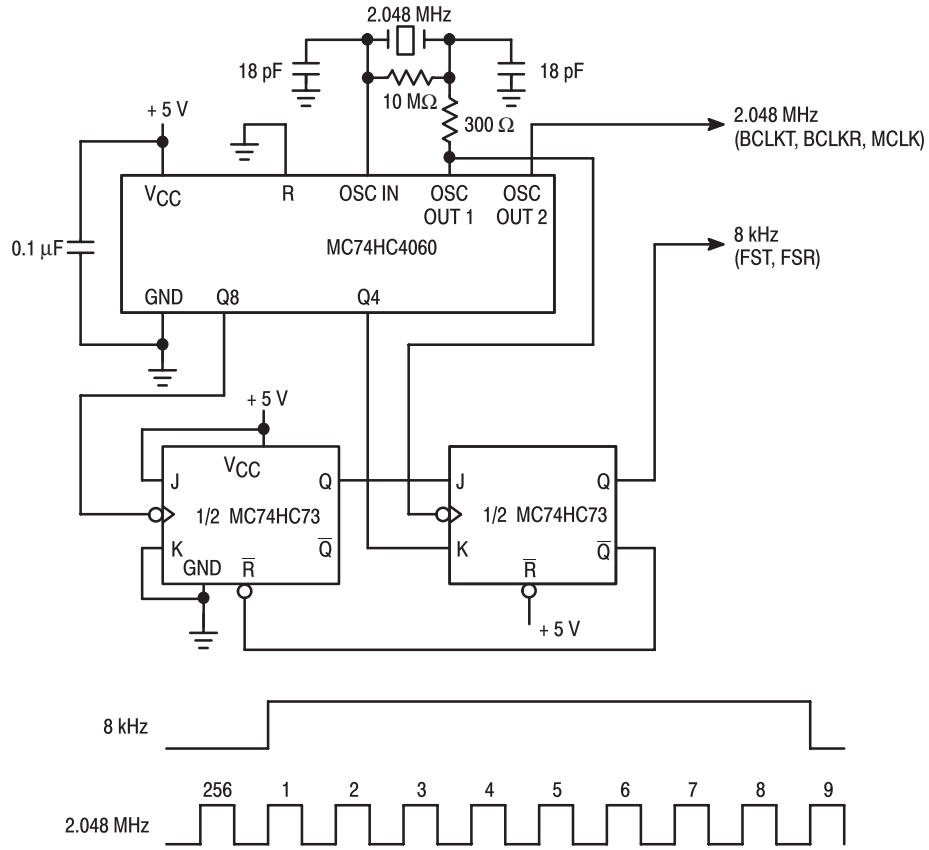 2.048 MHz
18 pF
18 pF
10 MΩ
+ 5 V
300 Ω
2.048 MHz
(BCLKT, BCLKR, MCLK)
VCC
R
OSC IN
OSC
OUT 1
OSC
OUT 2
0.1 µF
MC74HC4060
8 kHz
(FST, FSR)
GND
Q8
Q4
+ 5 V
VCC
J
Q
J
Q
1/2 MC74HC73
1/2 MC74HC73
K
Q̅
K
Q̅
GND
R̅
R̅
+ 5 V
8 kHz
256 1 2 3 4 5 6 7 8 9
2.048 MHz